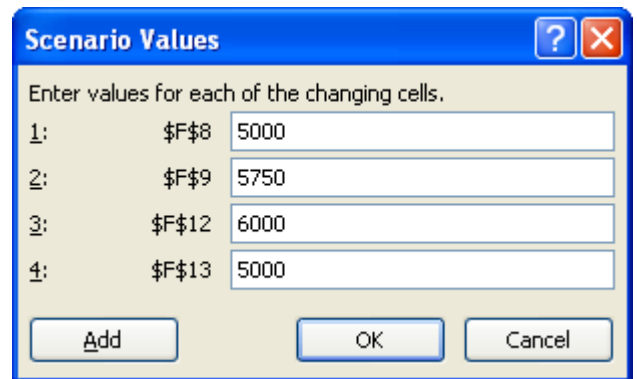 Scenario Values
Enter values for each of the changing cells.
1: $F$8 5000
2: $F$9 5750
3: $F$12 6000
4: $F$13 5000
Add OK Cancel